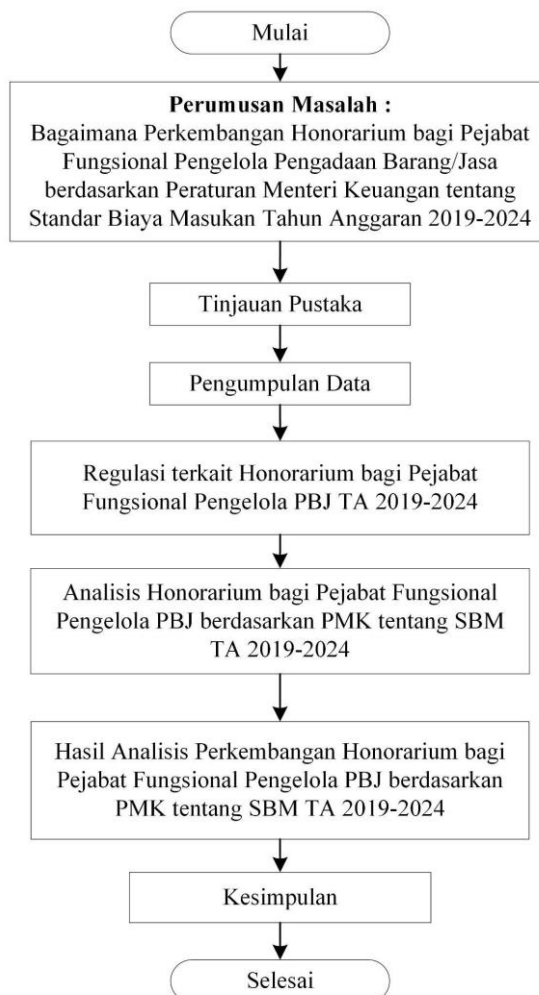 Mulai
Perumusan Masalah :
Bagaimana Perkembangan Honorarium bagi Pejabat
Fungsional Pengelola Pengadaan Barang/Jasa
berdasarkan Peraturan Menteri Keuangan tentang
Standar Biaya Masukan Tahun Anggaran 2019-2024
Tinjauan Pustaka
Pengumpulan Data
Regulasi terkait Honorarium bagi Pejabat
Fungsional Pengelola PBJ TA 2019-2024
Analisis Honorarium bagi Pejabat Fungsional
Pengelola PBJ berdasarkan PMK tentang SBM
TA 2019-2024
Hasil Analisis Perkembangan Honorarium bagi
Pejabat Fungsional Pengelola PBJ berdasarkan
PMK tentang SBM TA 2019-2024
Kesimpulan
Selesai